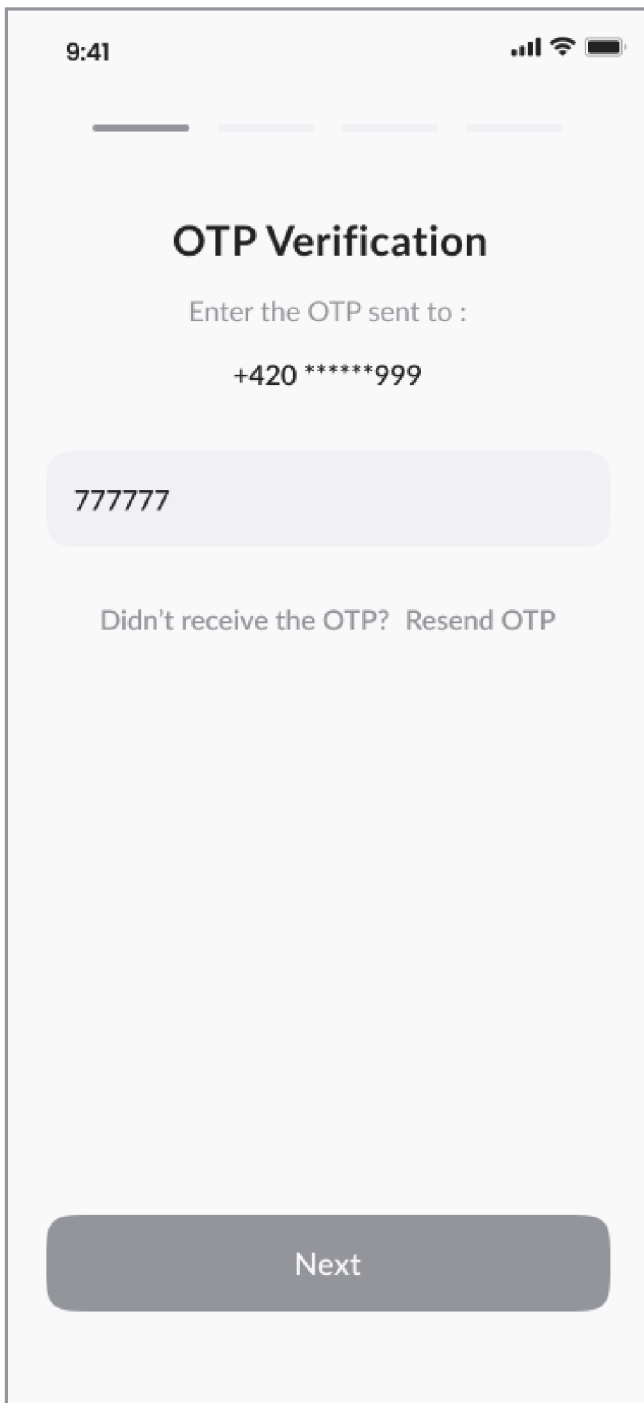 9:41
OTP Verification
Enter the OTP sent to :
+420 ******999
777777
Didn't receive the OTP? Resend OTP
Next